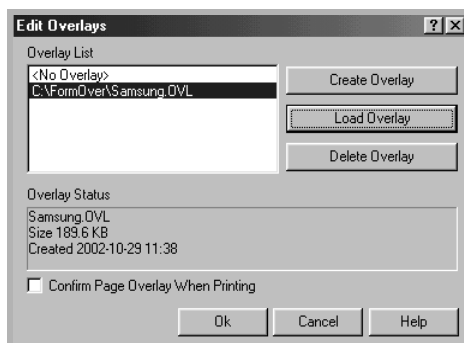 Edit Overlays
Overlay List
<No Overlay>
C:\FormOver\Samsung.OVL
Create Overlay
Load Overlay
Delete Overlay
Overlay Status
Samsung.OVL
Size 189.6 KB
Created 2002-10-29 11:38
Confirm Page Overlay When Printing
Ok Cancel Help